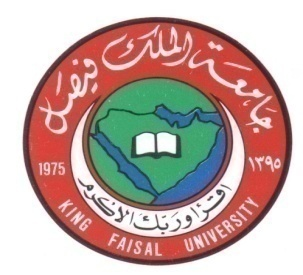 جامعة الملك فيصل
1975
١٣٩٥
اقرأ وربك الأكرم
KING FAISAL UNIVERSITY